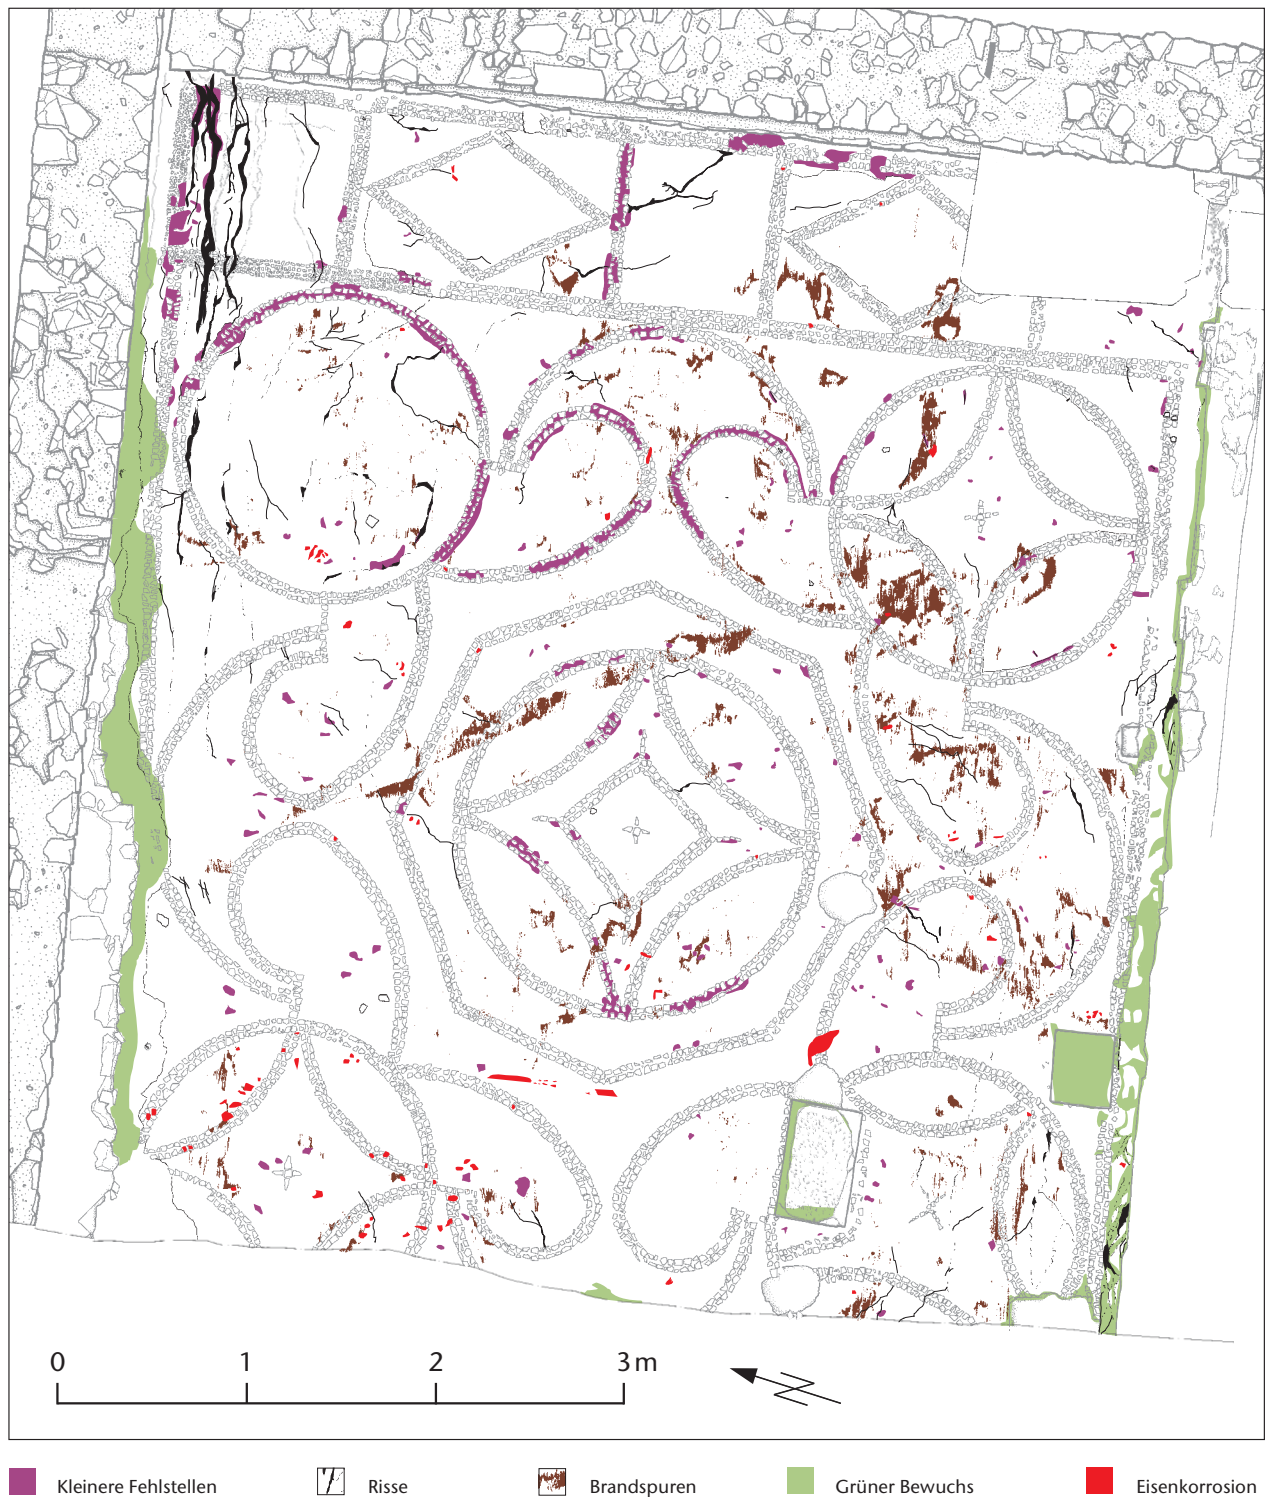 0 1 2 3 m
Kleinere Fehlstellen Risse Brandspuren Grüner Bewuchs Eisenkorrosion